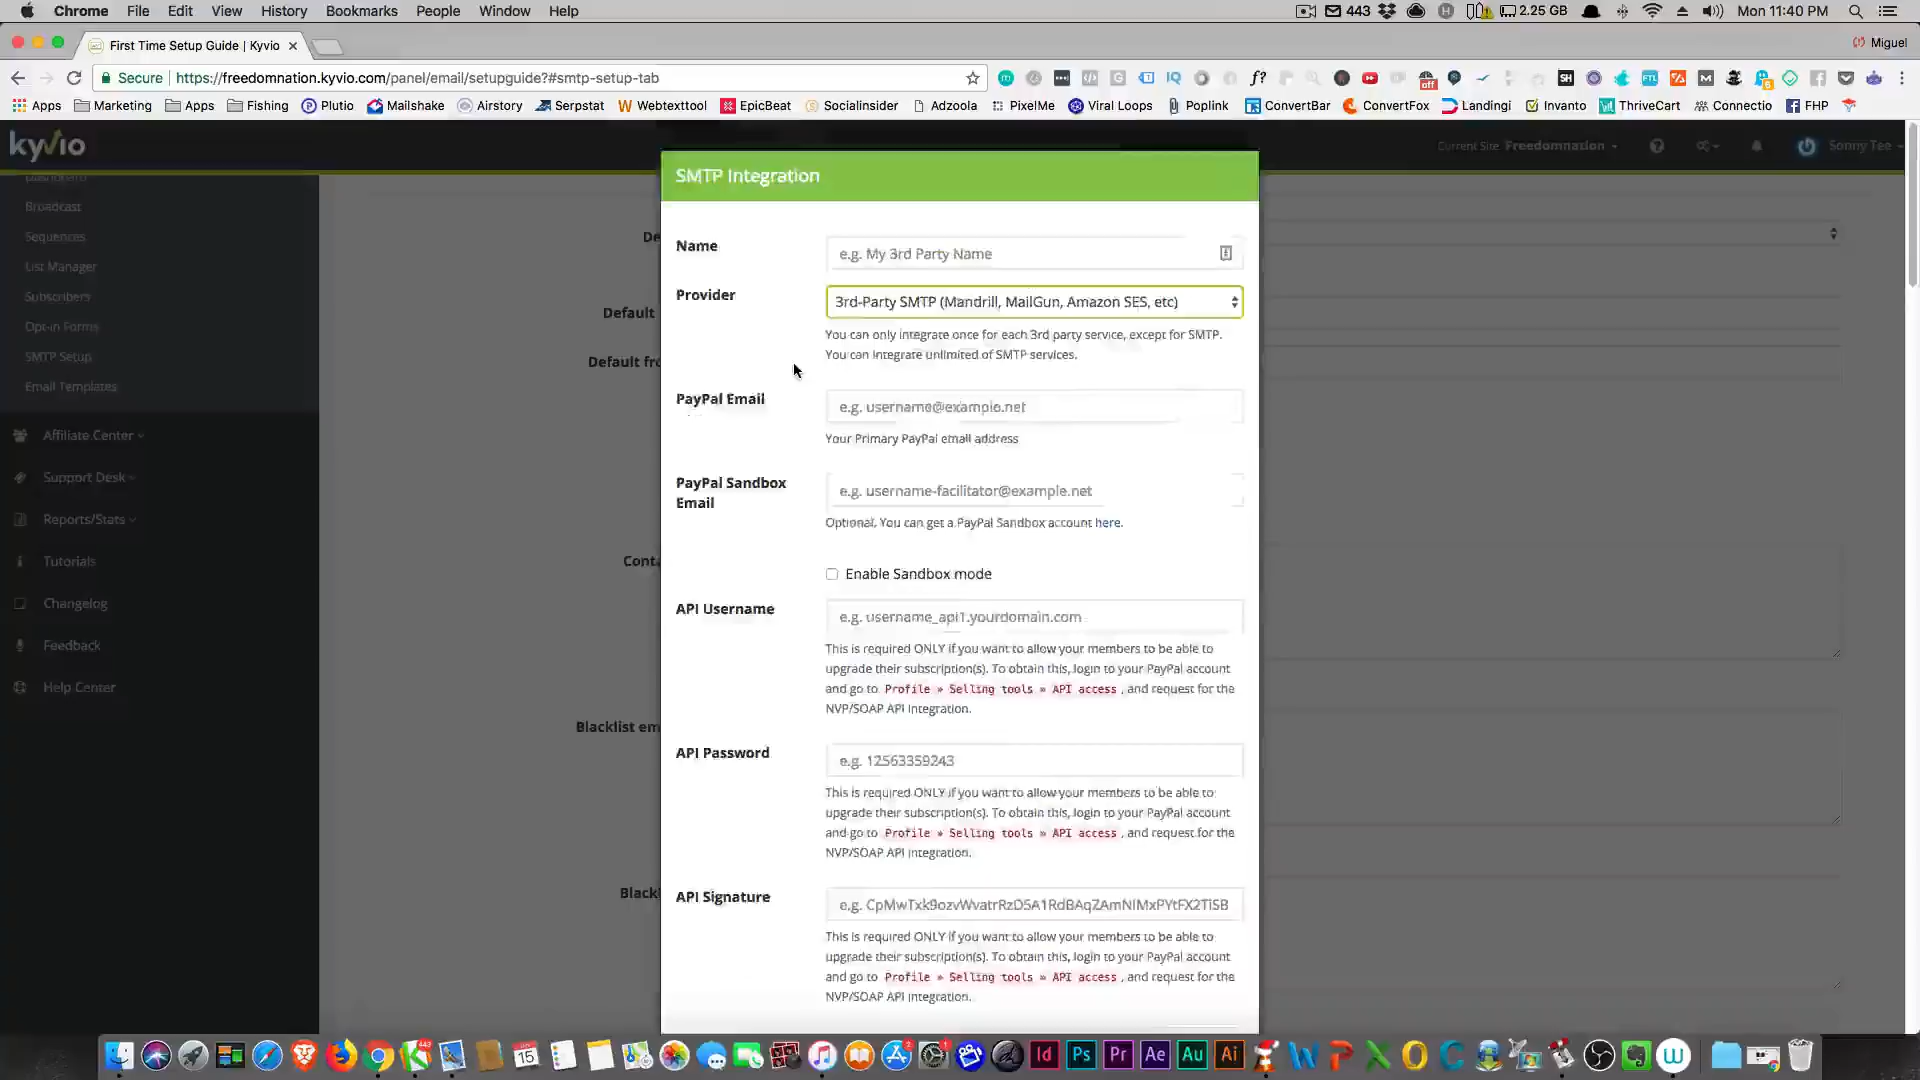 Chrome File Edit View History Bookmarks People Window Help 443 2.25 GB Mon 11:40 PM
First Time Setup Guide | Kyvio Miguel
Secure https://freedomnation.kyvio.com/panel/email/setupguide?#smtp-setup-tab
Apps Marketing Apps Fishing Plutio Mailshake Airstory Serpstat Webtexttool EpicBeat Socialinsider Adzoola PixelMe Viral Loops Poplink ConvertBar ConvertFox Landingi Invanto ThriveCart Connectio FHP
kyvio Current Site: Freedomnation Sonny Tee
Dashboard
Broadcast
Sequences
List Manager
Subscribers
Opt-in Forms
SMTP Setup
Email Templates
Affiliate Center
Support Desk
Reports/Stats
Tutorials
Changelog
Feedback
Help Center
De
Default
Default fro
Conta
Blacklist em
Blackl
SMTP Integration
Name e.g. My 3rd Party Name
Provider 3rd-Party SMTP (Mandrill, MailGun, Amazon SES, etc)
You can only integrate once for each 3rd party service, except for SMTP.
You can integrate unlimited of SMTP services.
PayPal Email e.g. username@example.net
Your Primary PayPal email address
PayPal Sandbox
Email
e.g. username-facilitator@example.net
Optional. You can get a PayPal Sandbox account here.
Enable Sandbox mode
API Username e.g. username_api1.yourdomain.com
This is required ONLY if you want to allow your members to be able to
upgrade their subscription(s). To obtain this, login to your PayPal account
and go to Profile » Selling tools » API access , and request for the
NVP/SOAP API Integration.
API Password e.g. 12563359243
This is required ONLY if you want to allow your members to be able to
upgrade their subscription(s). To obtain this, login to your PayPal account
and go to Profile » Selling tools » API access , and request for the
NVP/SOAP API Integration.
API Signature e.g. CpMwTxk9ozvWvatrRzD5A1RdBAqZAmNIMxPYtFX2TiSB
This is required ONLY if you want to allow your members to be able to
upgrade their subscription(s). To obtain this, login to your PayPal account
and go to Profile » Selling tools » API access , and request for the
NVP/SOAP API Integration.